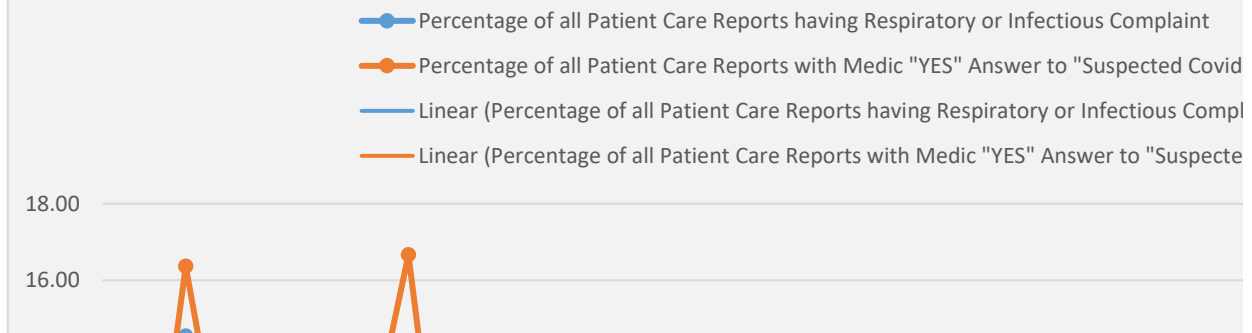 Percentage of all Patient Care Reports having Respiratory or Infectious Complaint
Percentage of all Patient Care Reports with Medic "YES" Answer to "Suspected Covid
Linear (Percentage of all Patient Care Reports having Respiratory or Infectious Compl
Linear (Percentage of all Patient Care Reports with Medic "YES" Answer to "Suspecte
18.00
16.00